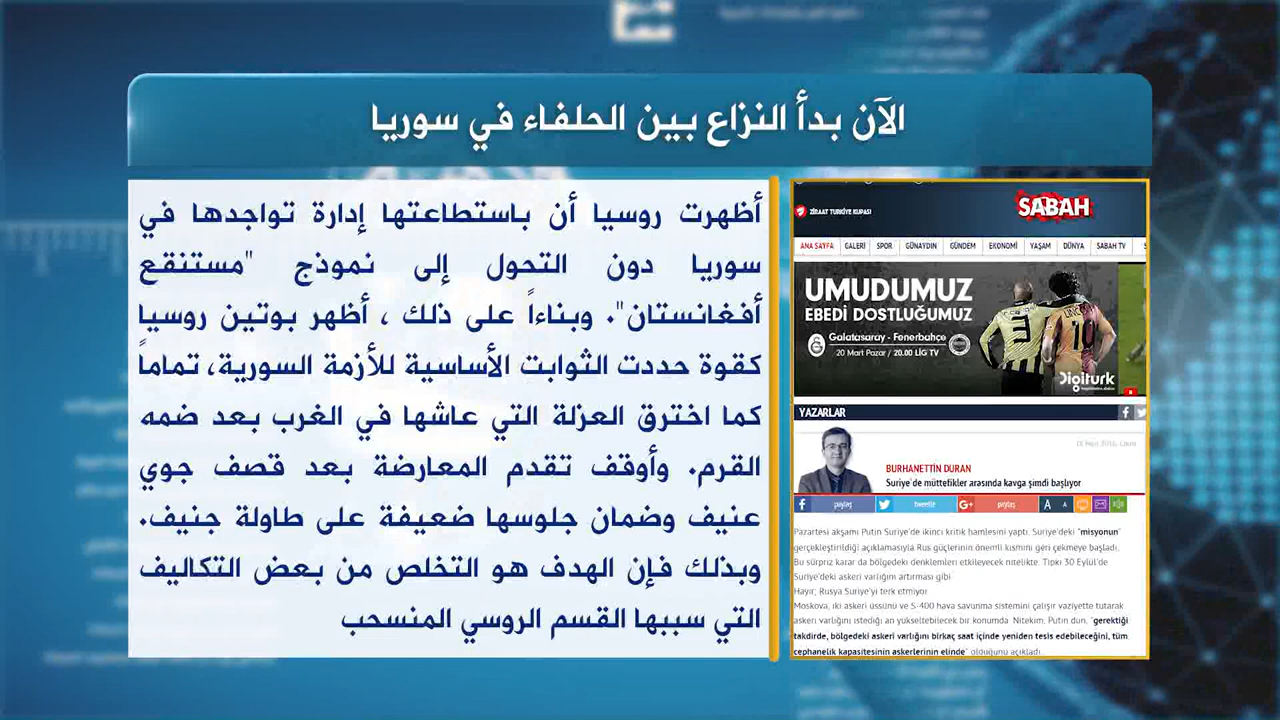 الآن بدأ النزاع بين الحلفاء في سوريا
أظهرت روسيا أن باستطاعتها إدارة تواجدها في
سوريا دون التحول إلى نموذج "مستنقع
أفغانستان". وبناءاً على ذلك ، أظهر بوتين روسيا
كقوة حددت الثوابت الأساسية للأزمة السورية، تماماً
كما اخترق العزلة التي عاشها في الغرب بعد ضمه
القرم. وأوقف تقدم المعارضة بعد قصف جوي
عنيف وضمان جلوسها ضعيفة على طاولة جنيف.
وبذلك فإن الهدف هو التخلص من بعض التكاليف
التي سببها القسم الروسي المنسحب
ZİRAAT TÜRKİYE KUPASI
SABAH
ANA SAYFA GALERİ SPOR GÜNAYDIN GÜNDEM EKONOMİ YAŞAM DÜNYA SABAH TV
UMUDUMUZ
EBEDİ DOSTLUĞUMUZ
Galatasaray - Fenerbahçe
20 Mart Pazar / 20.00 LİG TV
3
10
Digiturk
YAZARLAR
BURHANETTİN DURAN
Suriye'de müttefikler arasında kavga şimdi başlıyor
paylaş tweetle G+ paylaş A A
Pazartesi akşamı Putin Suriye'de ikinci kritik hamlesini yaptı. Suriye'deki "misyonun"
gerçekleştirildiği açıklamasıyla Rus güçlerinin önemli kısmını geri çekmeye başladı.
Bu sürpriz karar da bölgedeki denklemleri etkileyecek nitelikte. Tıpkı 30 Eylül'de
Suriye'deki askeri varlığını artırması gibi
Hayır; Rusya Suriye'yi terk etmiyor
Moskova, iki askeri üssünü ve S-400 hava savunma sistemini çalışır vaziyette tutarak
askeri varlığını istediği an yükseltebilecek bir konumda. Nitekim, Putin dün, "gerektiği
takdirde, bölgedeki askeri varlığını birkaç saat içinde yeniden tesis edebileceğini, tüm
cephanelik kapasitesinin askerlerinin elinde" olduğunu açıkladı.